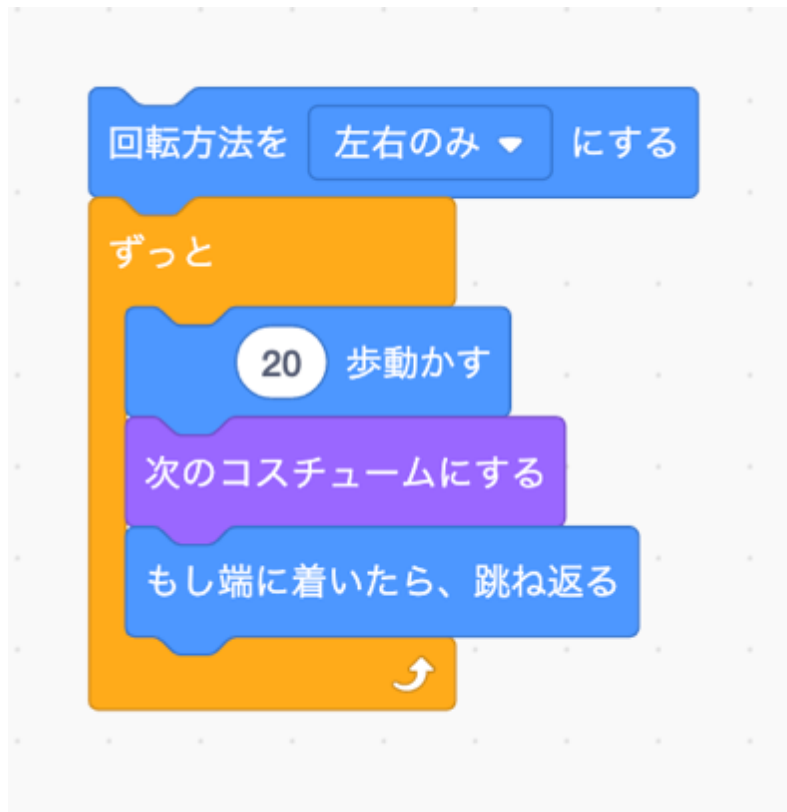 回転方法を 左右のみ にする
ずっと
20 歩動かす
次のコスチュームにする
もし端に着いたら、跳ね返る